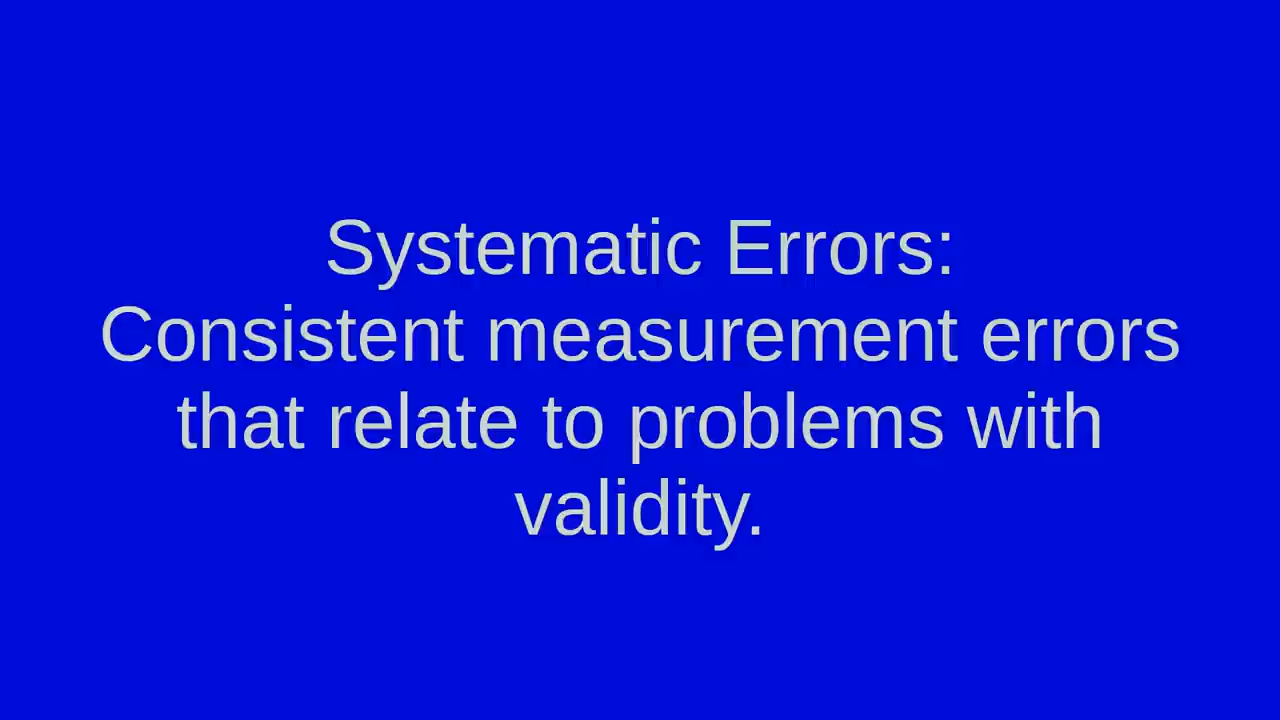 Systematic Errors:
Consistent measurement errors
that relate to problems with
validity.